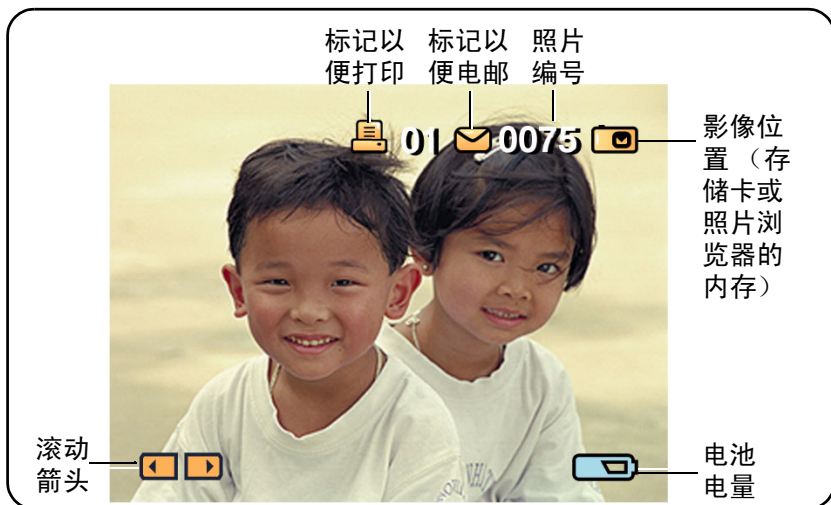 标记以
便打印
标记以
便电邮
照片
编号
01 0075
影像位
置（存
储卡或
照片浏
览器的
内存）
滚动
箭头
电池
电量